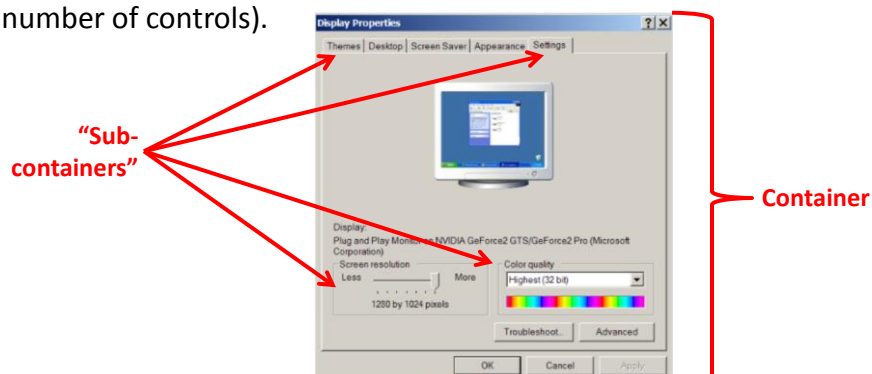 number of controls).
Display Properties
Themes Desktop Screen Saver Appearance Settings
“Sub-
containers”
Container
Display:
Plug and Play Monitor on NVIDIA GeForce2 GTS/GeForce2 Pro (Microsoft
Corporation)
Screen resolution
Less More
1280 by 1024 pixels
Color quality
Highest (32 bit)
Troubleshoot... Advanced
OK Cancel Apply